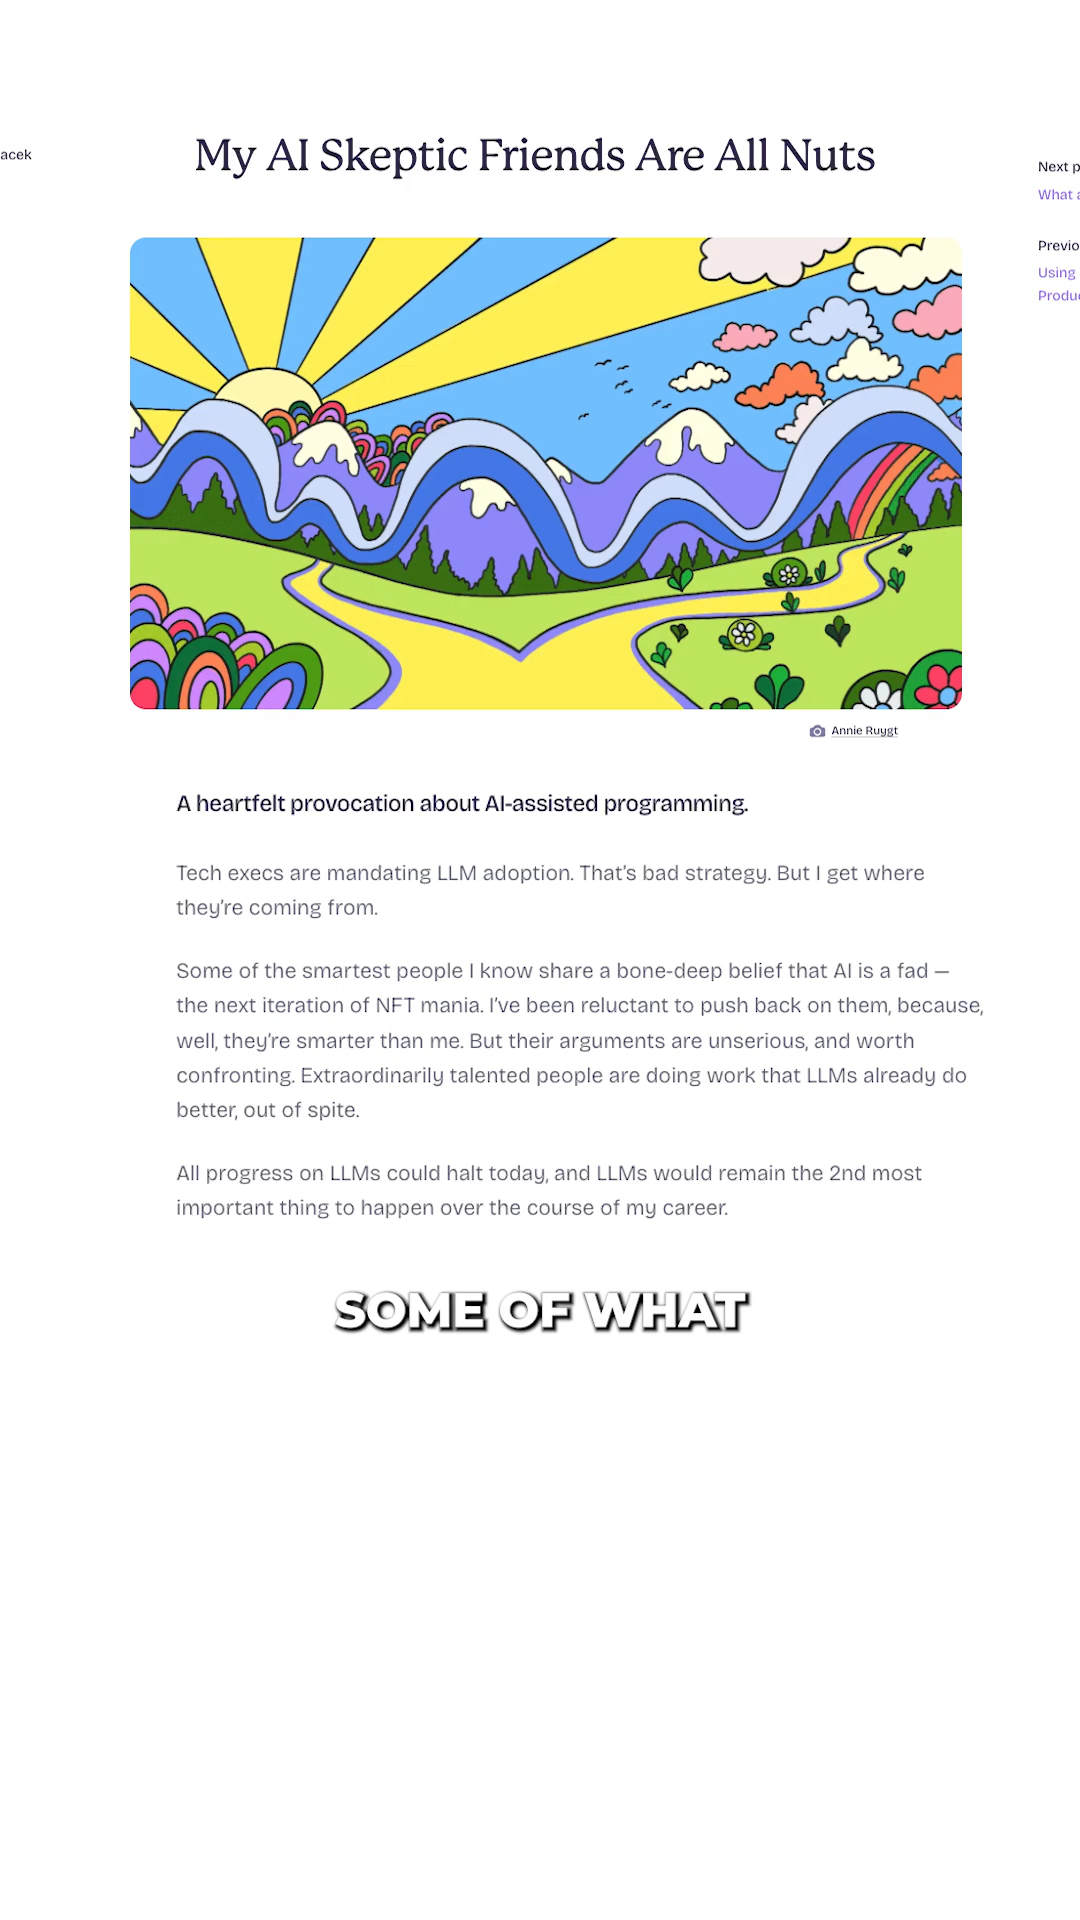 acek
My AI Skeptic Friends Are All Nuts
Next p
What a
Previo
Using
Produc
Annie Ruygt
A heartfelt provocation about AI-assisted programming.
Tech execs are mandating LLM adoption. That's bad strategy. But I get where
they're coming from.
Some of the smartest people I know share a bone-deep belief that AI is a fad —
the next iteration of NFT mania. I've been reluctant to push back on them, because,
well, they're smarter than me. But their arguments are unserious, and worth
confronting. Extraordinarily talented people are doing work that LLMs already do
better, out of spite.
All progress on LLMs could halt today, and LLMs would remain the 2nd most
important thing to happen over the course of my career.
SOME OF WHAT